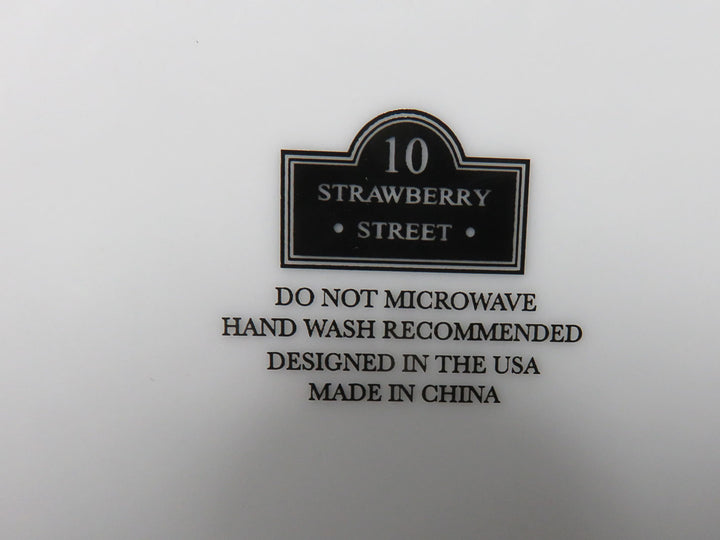 10
STRAWBERRY
• STREET •
DO NOT MICROWAVE
HAND WASH RECOMMENDED
DESIGNED IN THE USA
MADE IN CHINA